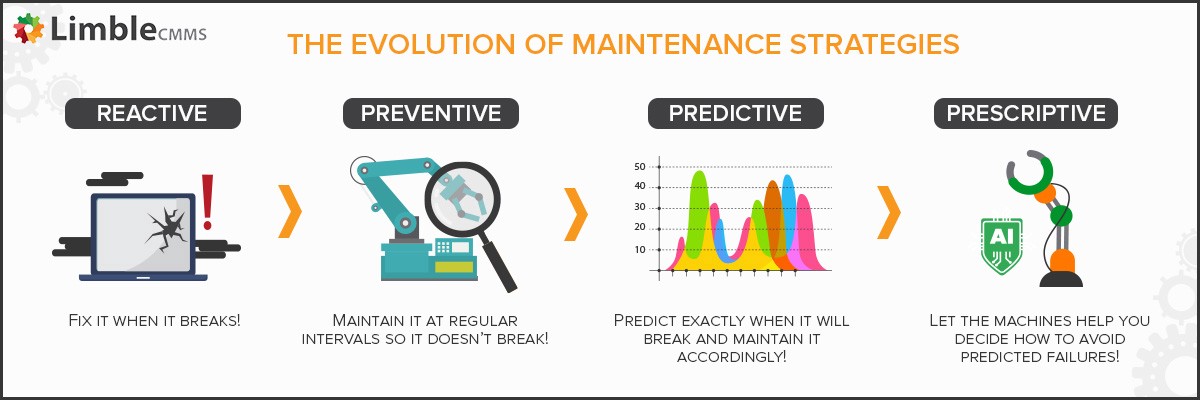 Limble CMMS
THE EVOLUTION OF MAINTENANCE STRATEGIES
REACTIVE
PREVENTIVE
PREDICTIVE
PRESCRIPTIVE
50
40
30
20
10
AI
FIX IT WHEN IT BREAKS!
MAINTAIN IT AT REGULAR
INTERVALS SO IT DOESN'T BREAK!
PREDICT EXACTLY WHEN IT WILL
BREAK AND MAINTAIN IT
ACCORDINGLY!
LET THE MACHINES HELP YOU
DECIDE HOW TO AVOID
PREDICTED FAILURES!